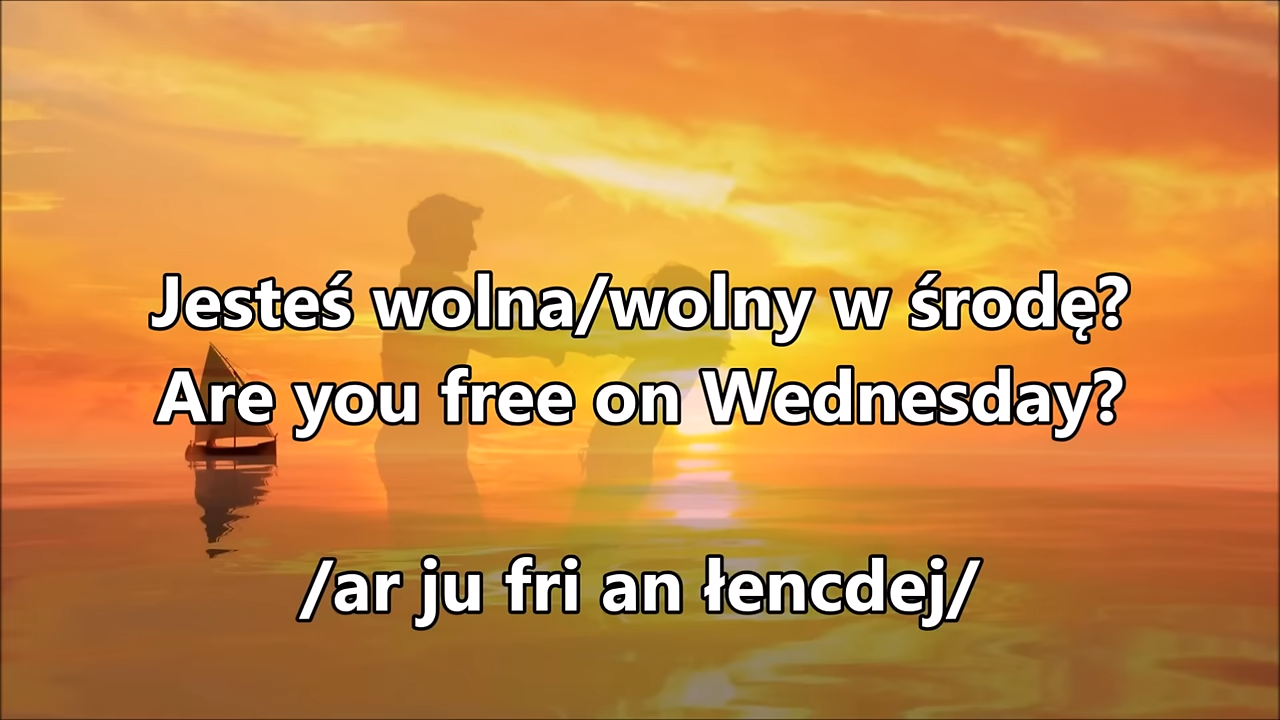 Jesteś wolna/wolny w środę?
Are you free on Wednesday?
/ar ju fri an łencdej/